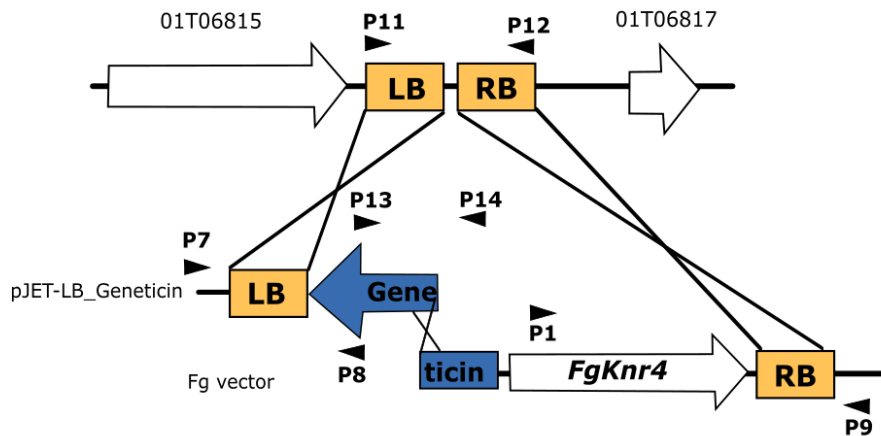 01T06815
01T06817
P11
P12
LB
RB
P13
P14
P7
pJET-LB_Geneticin
LB
Gene
P1
P8
Fg vector
ticin
FgKnr4
RB
P9